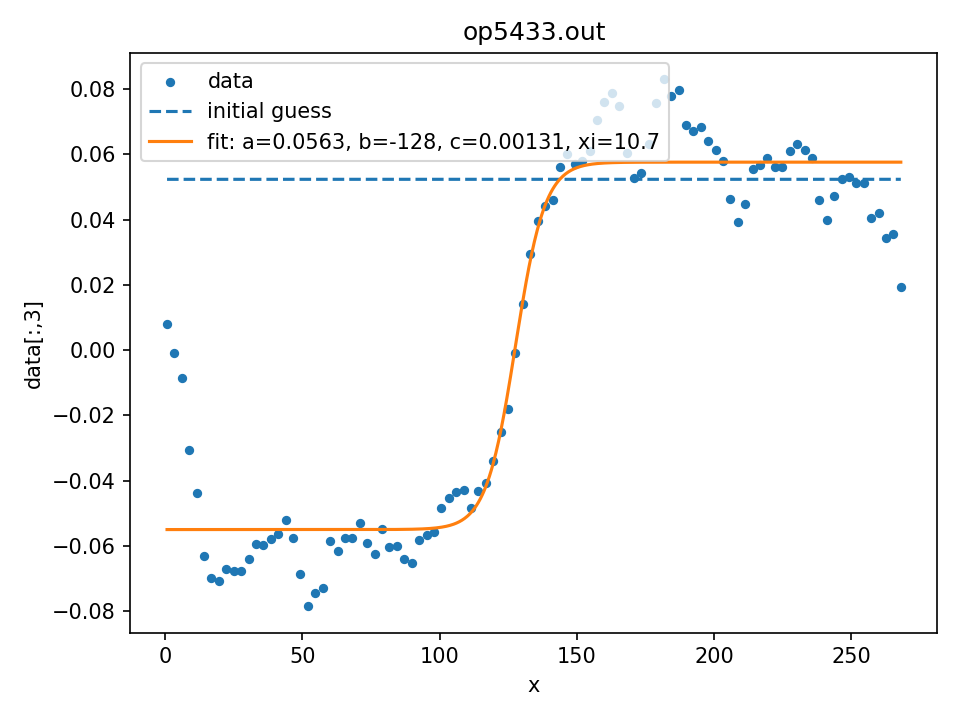 op5433.out
data
initial guess
fit: a=0.0563, b=-128, c=0.00131, xi=10.7
0.08
0.06
0.04
0.02
0.00
−0.02
−0.04
−0.06
−0.08
data[:,3]
0 50 100 150 200 250
x